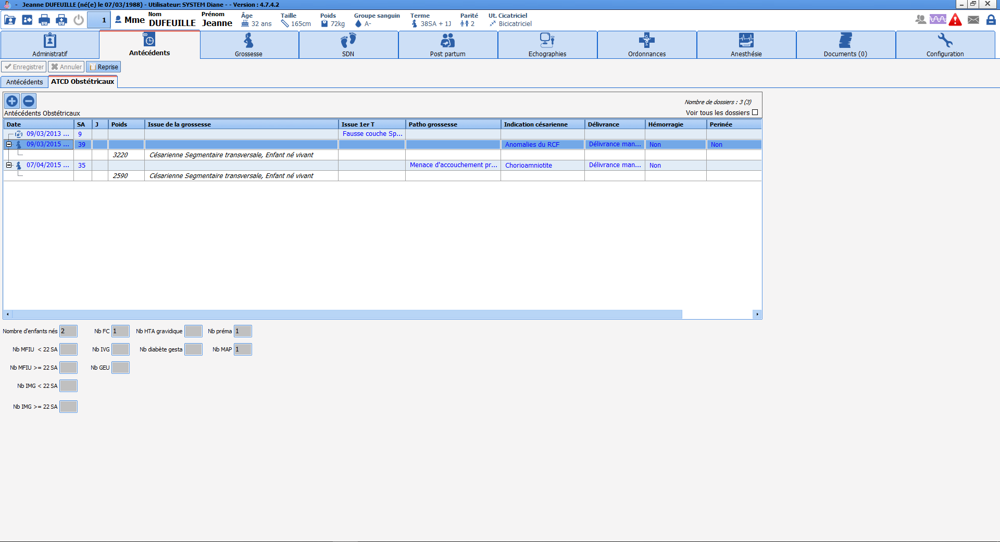 - Jeanne DUFEUILLE (né(e) le 07/03/1988) - Utilisateur: SYSTEM Diane - - Version : 4.7.4.2
1 Mme Nom DUFEUILLE Prénom Jeanne Âge 32 ans Taille 165cm Poids 72kg Groupe sanguin A- Terme 38SA + 1J Parité 2 Ut. Cicatriciel Bicicatriciel
Administratif Antécédents Grossesse SDN Post partum Echographies Ordonnances Anesthésie Documents (0) Configuration
Enregistrer Annuler Reprise
Antécédents ATCD Obstétricaux
Nombre de dossiers : 3 (3)
Antécédents Obstétricaux Voir tous les dossiers
Date SA J Poids Issue de la grossesse Issue 1er T Patho grossesse Indication césarienne Délivrance Hémorragie Perinée
09/03/2013 ... 9 Fausse couche Sp...
09/03/2015 ... 39 Anomalies du RCF Délivrance man... Non Non
3220 Césarienne Segmentaire transversale, Enfant né vivant
07/04/2015 ... 35 Menace d'accouchement pr... Chorioamniotite Délivrance man... Non
2590 Césarienne Segmentaire transversale, Enfant né vivant
Nombre d'enfants nés 2 Nb FC 1 Nb HTA gravidique Nb préma 1
Nb MFIU < 22 SA Nb IVG Nb diabète gesta Nb MAP 1
Nb MFIU >= 22 SA Nb GEU
Nb IMG < 22 SA
Nb IMG >= 22 SA